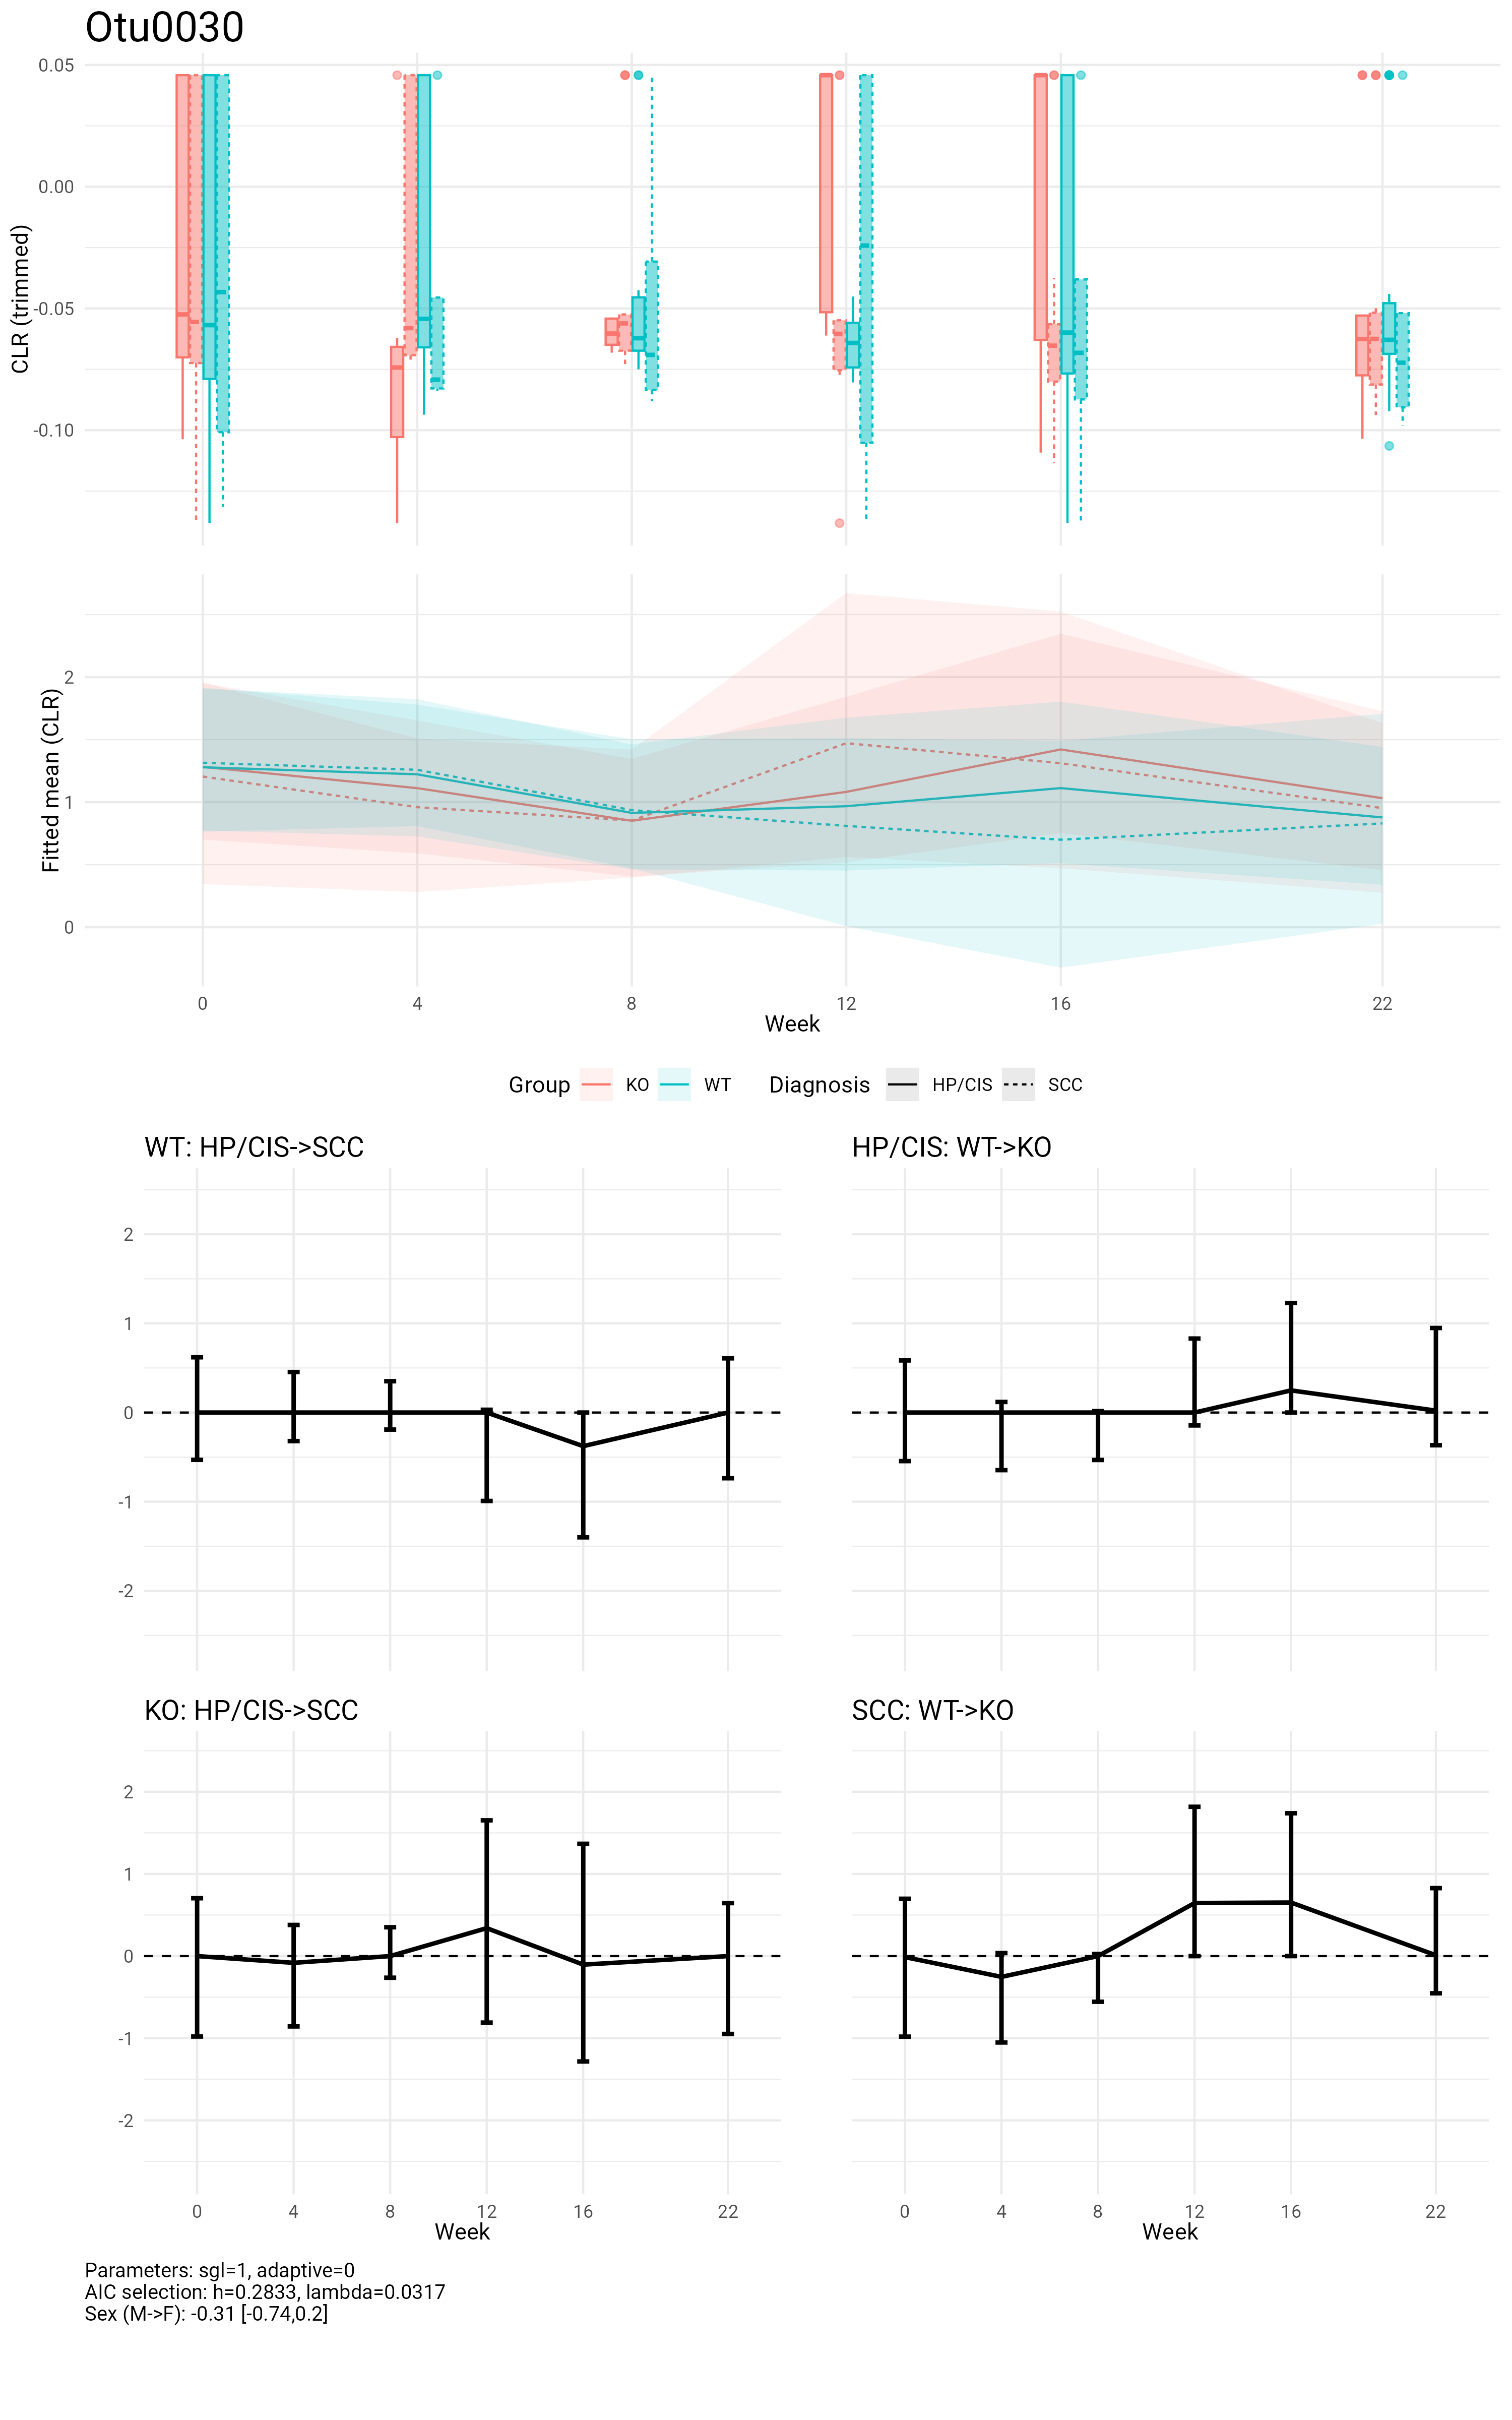 Otu0030
CLR (trimmed)
0.05
0.00
-0.05
-0.10
Fitted mean (CLR)
2
1
0
0 4 8 12 16 22
Week
Group KO WT Diagnosis HP/CIS SCC
WT: HP/CIS->SCC
2
1
0
-1
-2
HP/CIS: WT->KO
KO: HP/CIS->SCC
2
1
0
-1
-2
0 4 8 12 16 22
Week
SCC: WT->KO
0 4 8 12 16 22
Week
Parameters: sgl=1, adaptive=0
AIC selection: h=0.2833, lambda=0.0317
Sex (M->F): -0.31 [-0.74,0.2]